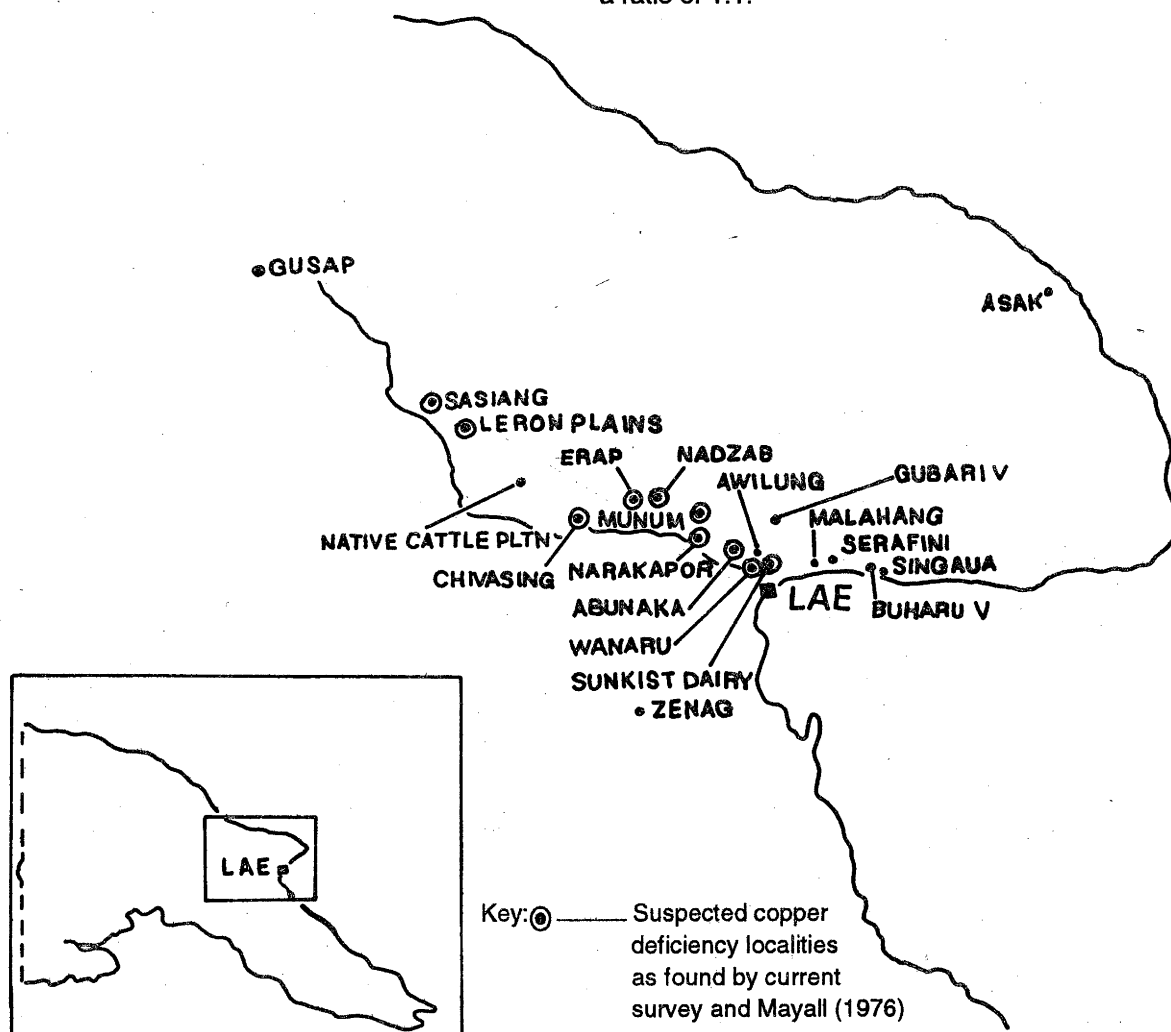 a ratio of 1:1.
GUSAP
ASAK
SASIANG
LERON PLAINS
ERAP
NADZAB
AWILUNG
GUBARI V
MUNUM
MALAHANG
NATIVE CATTLE PLTN
SERAFINI
CHIVASING
NARAKAPOR
SINGAUA
ABUNAKA
LAE
BUHARU V
WANARU
SUNKIST DAIRY
ZENAG
LAE
Key: Suspected copper
deficiency localities
as found by current
survey and Mayall (1976)